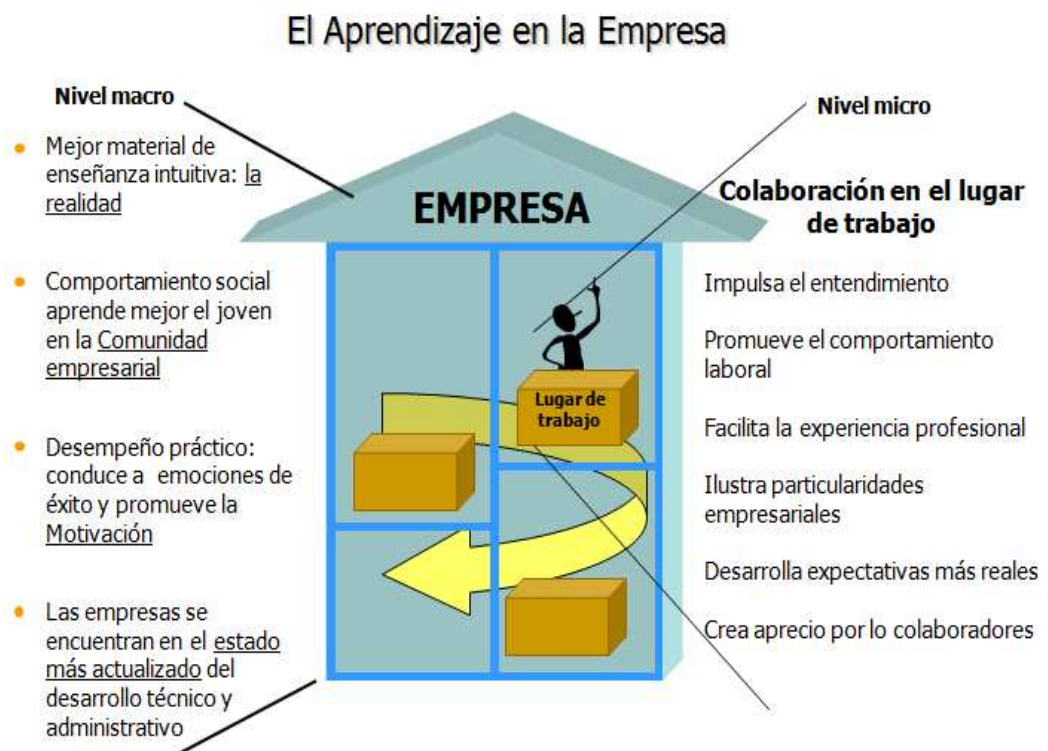 El Aprendizaje en la Empresa
Nivel macro
Mejor material de
enseñanza intuitiva: la
realidad
Comportamiento social
aprende mejor el joven
en la Comunidad
empresarial
Desempeño práctico:
conduce a emociones de
éxito y promueve la
Motivación
Las empresas se
encuentran en el estado
más actualizado del
desarrollo técnico y
administrativo
EMPRESA
Lugar de
trabajo
Nivel micro
Colaboración en el lugar
de trabajo
Impulsa el entendimiento
Promueve el comportamiento
laboral
Facilita la experiencia profesional
Ilustra particularidades
empresariales
Desarrolla expectativas más reales
Crea aprecio por lo colaboradores